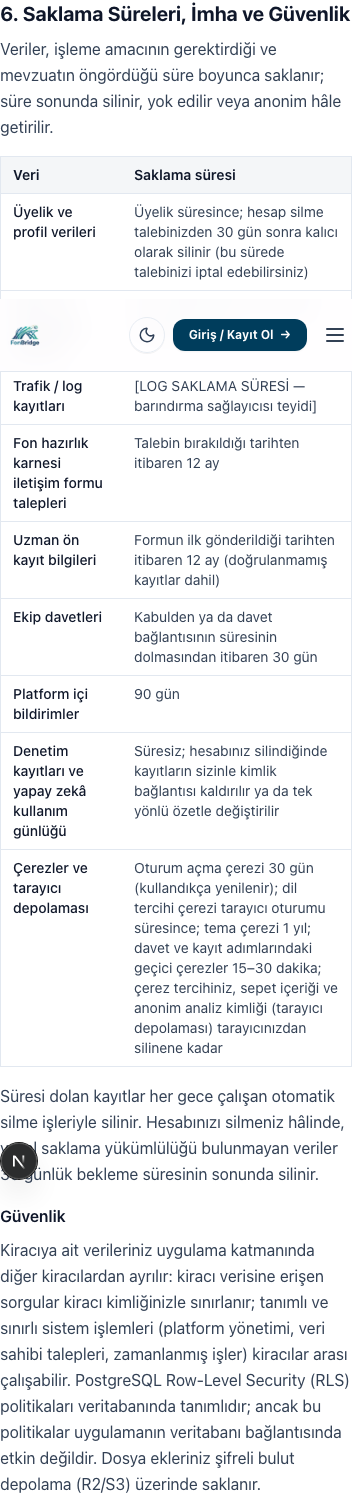 6. Saklama Süreleri, İmha ve Güvenlik
Veriler, işleme amacının gerektirdiği ve
mevzuatın öngördüğü süre boyunca saklanır;
süre sonunda silinir, yok edilir veya anonim hâle
getirilir.
Veri Saklama süresi
Üyelik ve Üyelik süresince; hesap silme
profil verileri talebinizden 30 gün sonra kalıcı
olarak silinir (bu sürede
talebinizi iptal edebilirsiniz)
FonBridge Giriş / Kayıt Ol →
Trafik / log [LOG SAKLAMA SÜRESİ —
kayıtları barındırma sağlayıcısı teyidi]
Fon hazırlık Talebin bırakıldığı tarihten
karnesi itibaren 12 ay
iletişim formu
talepleri
Uzman ön Formun ilk gönderildiği tarihten
kayıt bilgileri itibaren 12 ay (doğrulanmamış
kayıtlar dahil)
Ekip davetleri Kabulden ya da davet
bağlantısının süresinin
dolmasından itibaren 30 gün
Platform içi 90 gün
bildirimler
Denetim Süresiz; hesabınız silindiğinde
kayıtları ve kayıtların sizinle kimlik
yapay zekâ bağlantısı kaldırılır ya da tek
kullanım yönlü özetle değiştirilir
günlüğü
Çerezler ve Oturum açma çerezi 30 gün
tarayıcı (kullandıkça yenilenir); dil
depolaması tercihi çerezi tarayıcı oturumu
süresince; tema çerezi 1 yıl;
davet ve kayıt adımlarındaki
geçici çerezler 15–30 dakika;
çerez tercihiniz, sepet içeriği ve
anonim analiz kimliği (tarayıcı
depolaması) tarayıcınızdan
silinene kadar
Süresi dolan kayıtlar her gece çalışan otomatik
silme işleriyle silinir. Hesabınızı silmeniz hâlinde,
saklama yükümlülüğü bulunmayan veriler
günlük bekleme süresinin sonunda silinir.
N
Güvenlik
Kiracıya ait verileriniz uygulama katmanında
diğer kiracılardan ayrılır: kiracı verisine erişen
sorgular kiracı kimliğinizle sınırlanır; tanımlı ve
sınırlı sistem işlemleri (platform yönetimi, veri
sahibi talepleri, zamanlanmış işler) kiracılar arası
çalışabilir. PostgreSQL Row-Level Security (RLS)
politikaları veritabanında tanımlıdır; ancak bu
politikalar uygulamanın veritabanı bağlantısında
etkin değildir. Dosya ekleriniz şifreli bulut
depolama (R2/S3) üzerinde saklanır.